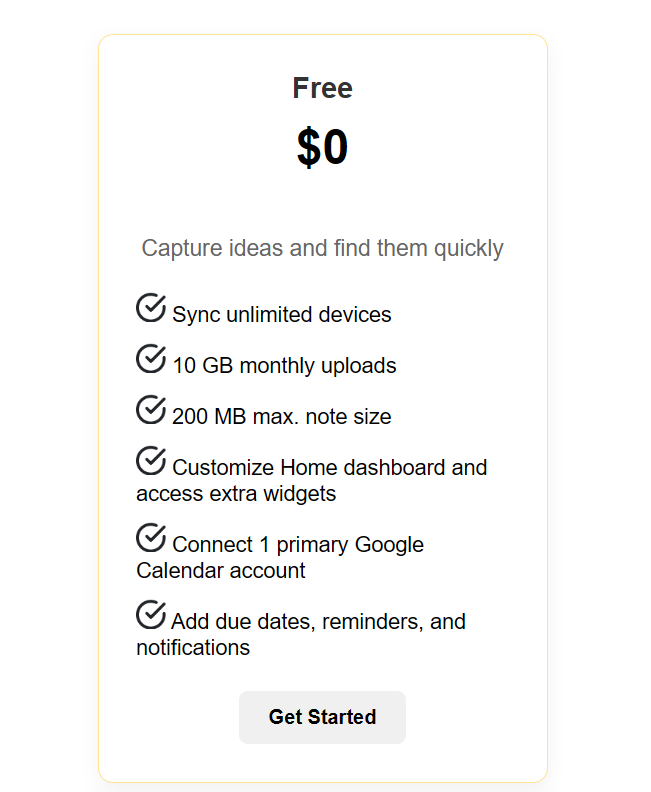 Free
$0
Capture ideas and find them quickly
Sync unlimited devices
10 GB monthly uploads
200 MB max. note size
Customize Home dashboard and
access extra widgets
Connect 1 primary Google
Calendar account
Add due dates, reminders, and
notifications
Get Started